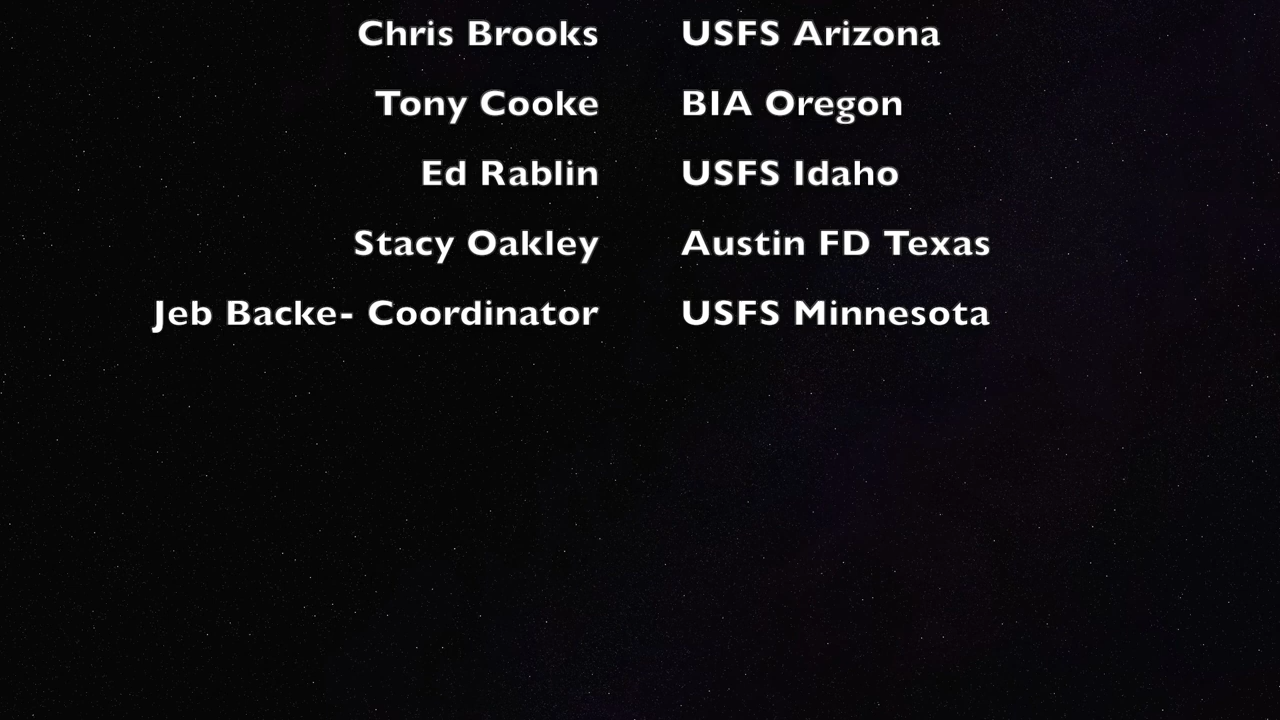 Chris Brooks USFS Arizona
Tony Cooke BIA Oregon
Ed Rablin USFS Idaho
Stacy Oakley Austin FD Texas
Jeb Backe- Coordinator USFS Minnesota